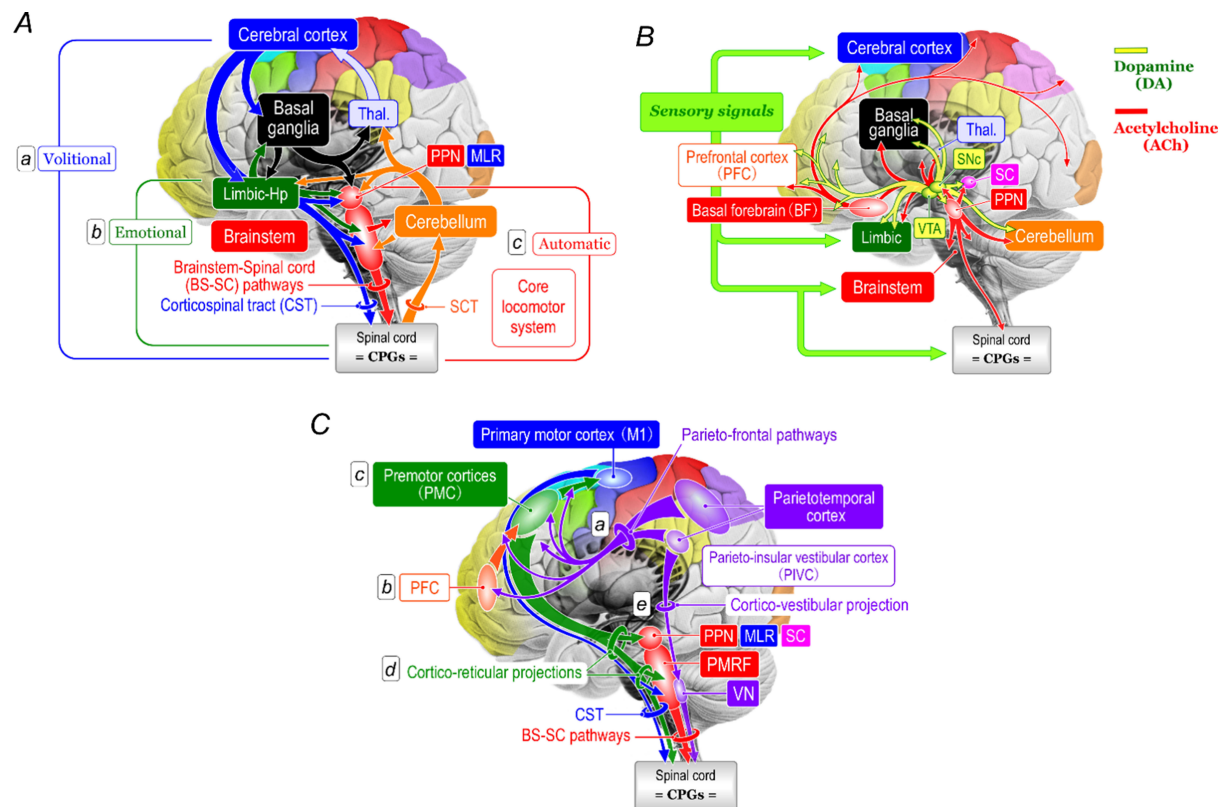 A
Cerebral cortex
Basal
ganglia
Thal.
PPN
MLR
a
Volitional
Limbic-Hp
b
Emotional
Brainstem
Cerebellum
c
Automatic
Brainstem-Spinal cord
(BS-SC) pathways
Corticospinal tract (CST)
SCT
Core
locomotor
system
Spinal cord
= CPGs =
B
Cerebral cortex
Dopamine
(DA)
Acetylcholine
(ACh)
Sensory signals
Basal
ganglia
Thal.
Prefrontal cortex
(PFC)
SNc
SC
Basal forebrain (BF)
PPN
Limbic
VTA
Cerebellum
Brainstem
Spinal cord
= CPGs =
C
Primary motor cortex (M1)
Parieto-frontal pathways
c
Premotor cortices
(PMC)
Parietotemporal
cortex
a
Parieto-insular vestibular cortex
(PIVC)
b
PFC
e
Cortico-vestibular projection
PPN
MLR
SC
d
Cortico-reticular projections
PMRF
VN
CST
BS-SC pathways
Spinal cord
= CPGs =